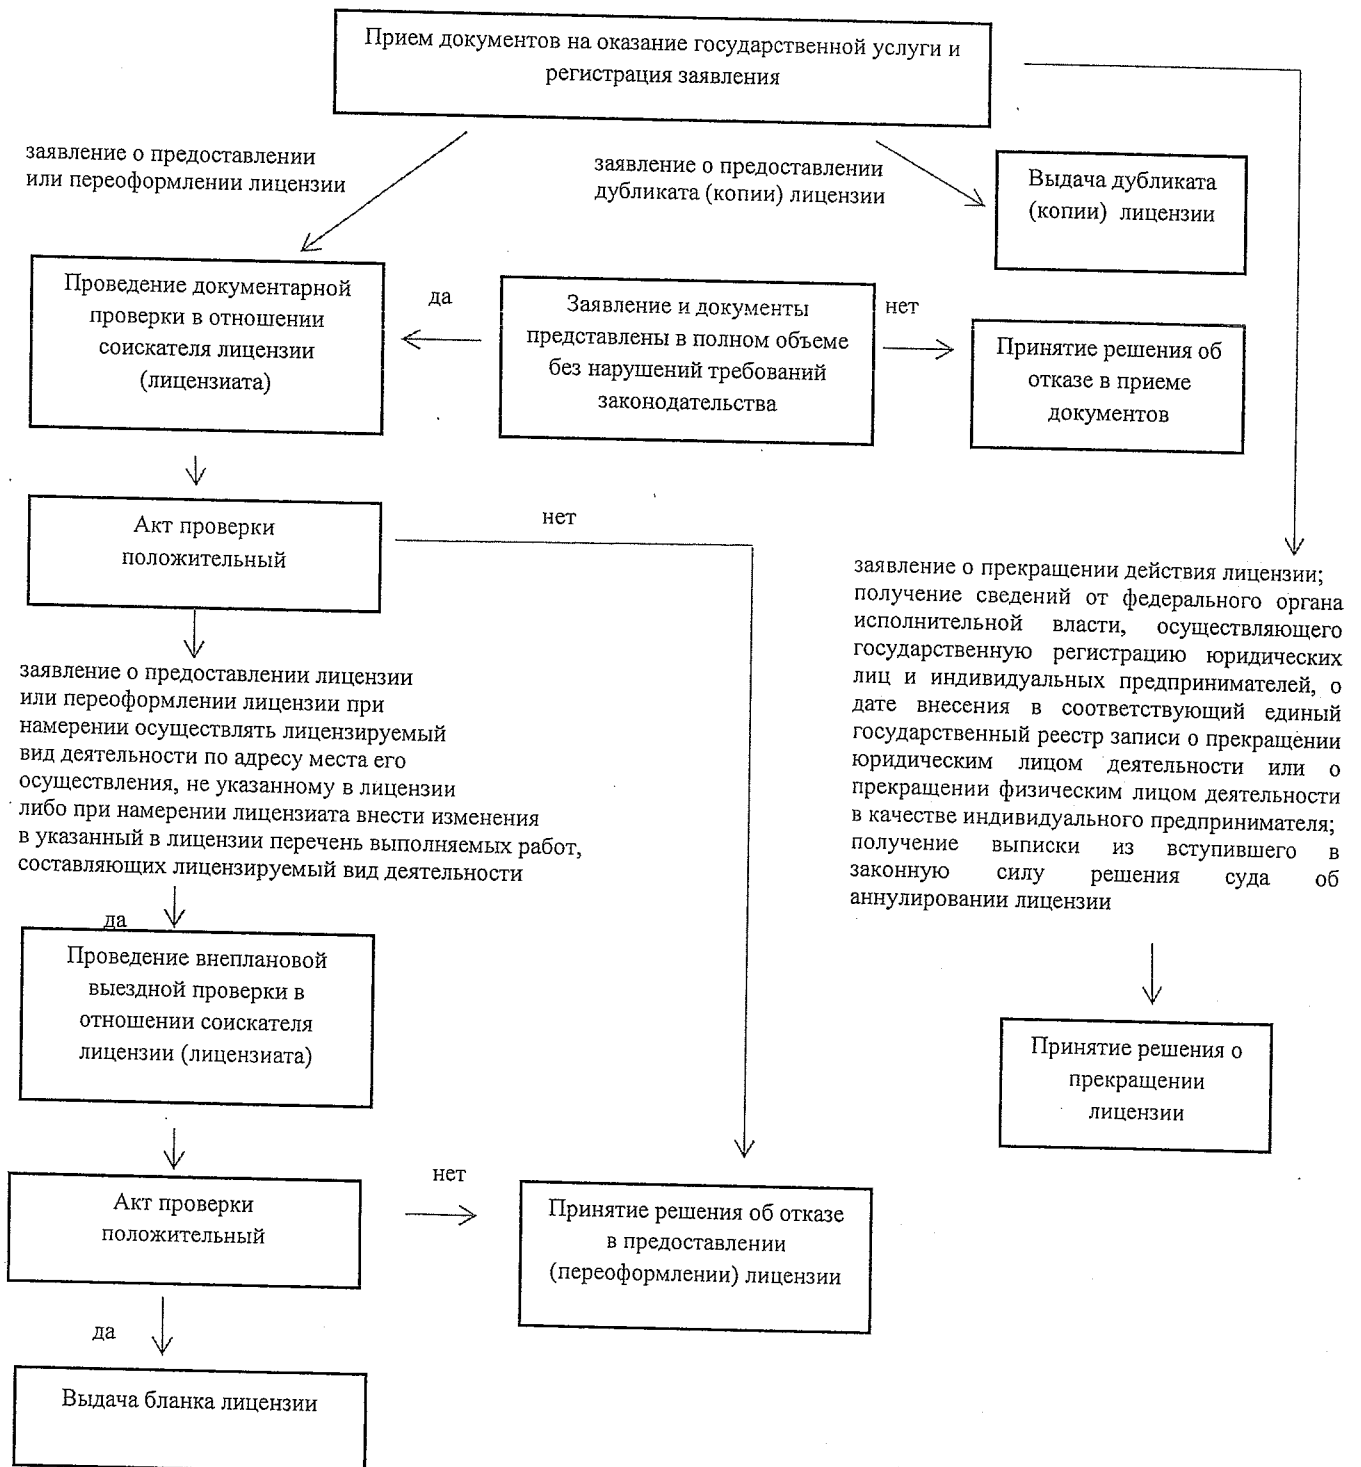 Прием документов на оказание государственной услуги и
регистрация заявления
заявление о предоставлении
или переоформлении лицензии
заявление о предоставлении
дубликата (копии) лицензии
Выдача дубликата
(копии) лицензии
Проведение документарной
проверки в отношении
соискателя лицензии
(лицензиата)
да
Заявление и документы
представлены в полном объеме
без нарушений требований
законодательства
нет
Принятие решения об
отказе в приеме
документов
Акт проверки
положительный
нет
заявление о предоставлении лицензии
или переоформлении лицензии при
намерении осуществлять лицензируемый
вид деятельности по адресу места его
осуществления, не указанному в лицензии
либо при намерении лицензиата внести изменения
в указанный в лицензии перечень выполняемых работ,
составляющих лицензируемый вид деятельности
заявление о прекращении действия лицензии;
получение сведений от федерального органа
исполнительной власти, осуществляющего
государственную регистрацию юридических
лиц и индивидуальных предпринимателей, о
дате внесения в соответствующий единый
государственный реестр записи о прекращении
юридическим лицом деятельности или о
прекращении физическим лицом деятельности
в качестве индивидуального предпринимателя;
получение выписки из вступившего в
законную силу решения суда об
аннулировании лицензии
да
Проведение внеплановой
выездной проверки в
отношении соискателя
лицензии (лицензиата)
Принятие решения о
прекращении
лицензии
Акт проверки
положительный
нет
Принятие решения об отказе
в предоставлении
(переоформлении) лицензии
да
Выдача бланка лицензии